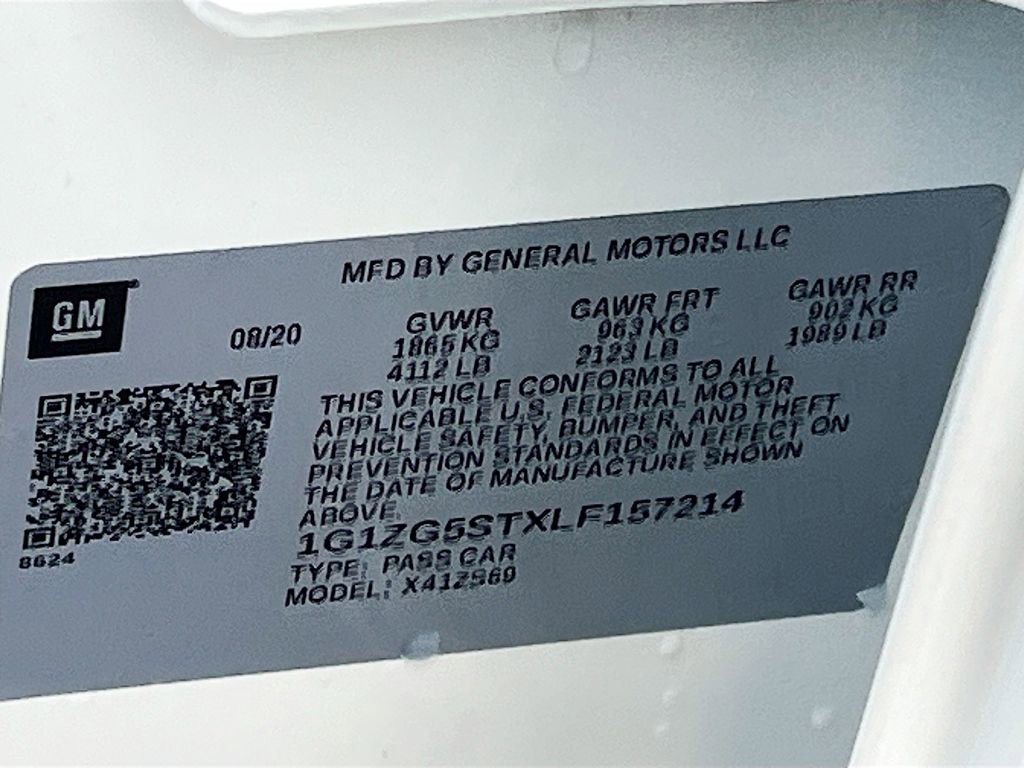 MFD BY GENERAL MOTORS LLC
GM
08/20
GVWR
1865 KG
4112 LB
GAWR FRT
963 KG
2123 LB
GAWR RR
902 KG
1989 LB
THIS VEHICLE CONFORMS TO ALL
APPLICABLE U.S. FEDERAL MOTOR
VEHICLE SAFETY, BUMPER, AND THEFT
PREVENTION STANDARDS IN EFFECT ON
THE DATE OF MANUFACTURE SHOWN
ABOVE.
1G1ZG5STXLF157214
TYPE: PASS CAR
MODEL: X41ZS69
8624